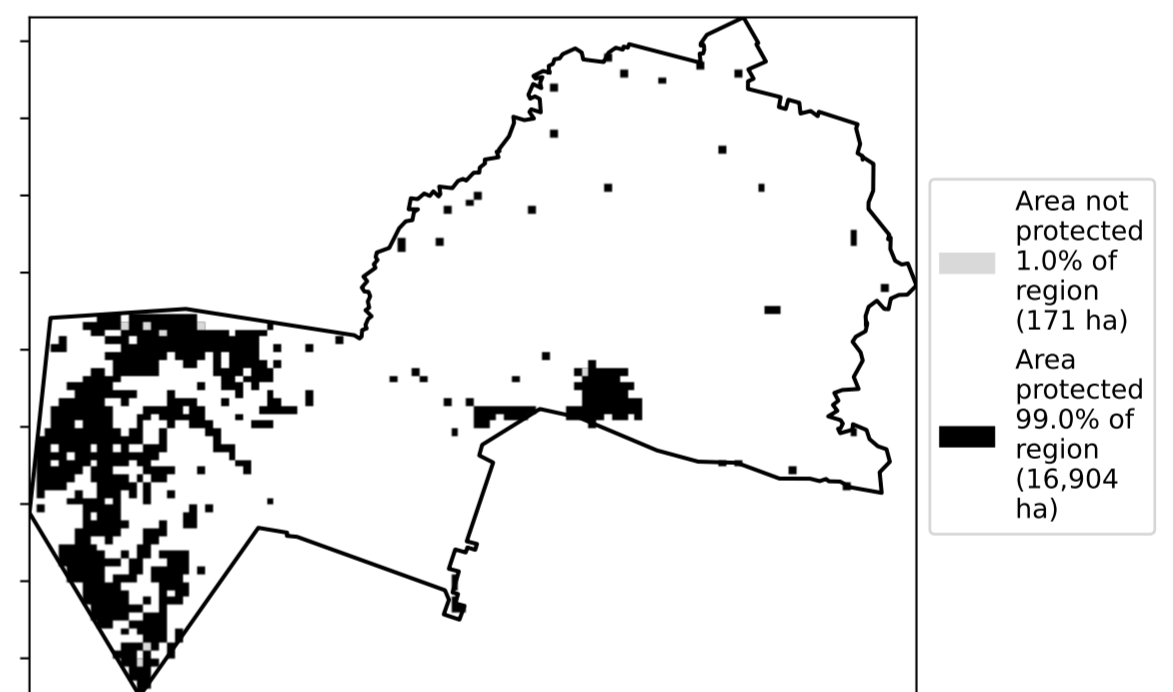 Area not
protected
1.0% of
region
(171 ha)
Area
protected
99.0% of
region
(16,904
ha)